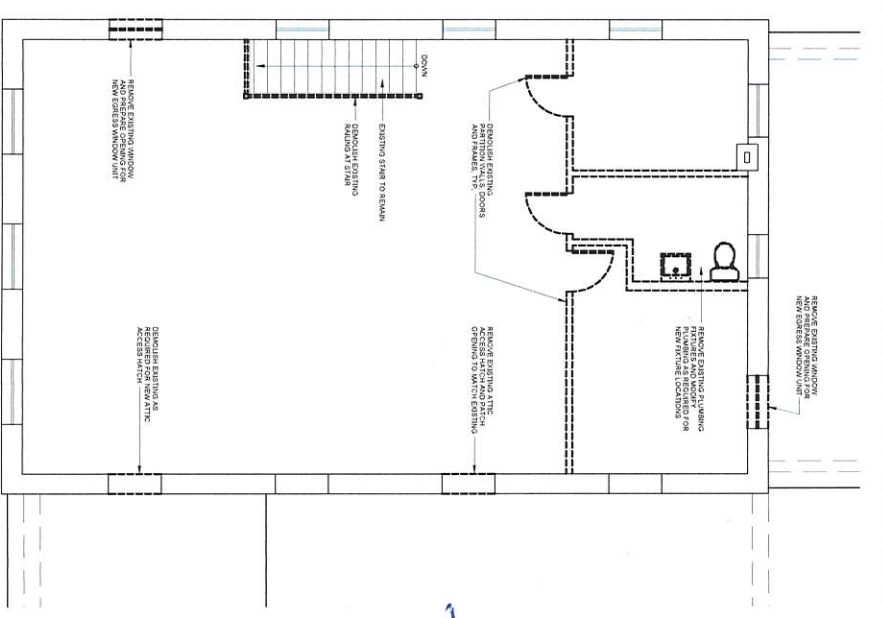 DOWN
REMOVE EXISTING WINDOW
AND PREPARE OPENING FOR
NEW EGRESS WINDOW UNIT
EXISTING STAIR TO REMAIN
DEMOLISH EXISTING
RAILING AT STAIR
DEMOLISH EXISTING
PARTITION WALLS, DOORS
AND FRAMES, TYP.
REMOVE EXISTING WINDOW
AND PREPARE OPENING FOR
NEW EGRESS WINDOW UNIT
REMOVE EXISTING PLUMBING
FIXTURES AND MODIFY
PLUMBING AS REQUIRED FOR
NEW FIXTURE LOCATIONS
REMOVE EXISTING ATTIC
ACCESS HATCH AND PATCH
OPENING TO MATCH EXISTING
DEMOLISH EXISTING AS
REQUIRED FOR NEW ATTIC
ACCESS HATCH